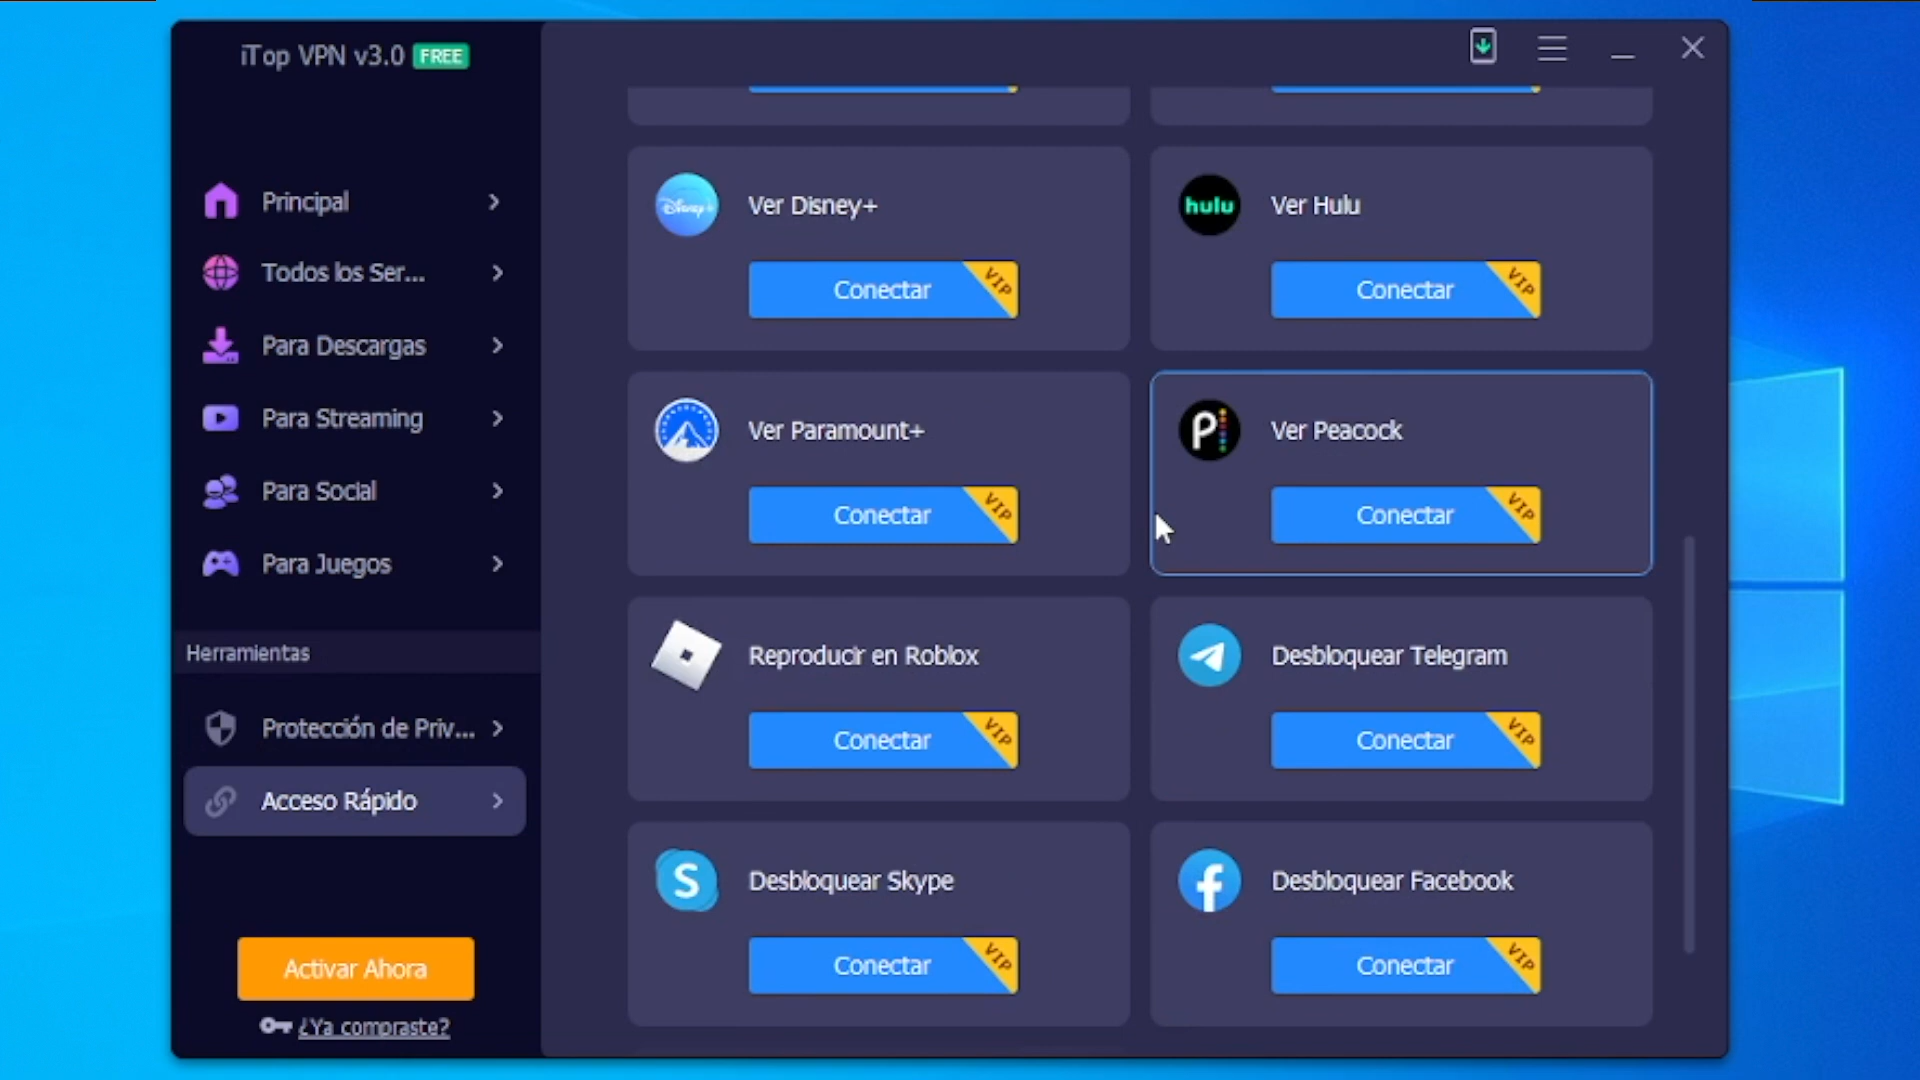 iTop VPN v3.0 FREE
Principal
Todos los Ser...
Para Descargas
Para Streaming
Para Social
Para Juegos
Herramientas
Protección de Priv...
Acceso Rápido
Activar Ahora
¿Ya compraste?
Disney+
Ver Disney+
Conectar VIP
hulu
Ver Hulu
Conectar VIP
Ver Paramount+
Conectar VIP
P
Ver Peacock
Conectar VIP
Reproducir en Roblox
Conectar VIP
Desbloquear Telegram
Conectar VIP
S
Desbloquear Skype
Conectar VIP
f
Desbloquear Facebook
Conectar VIP